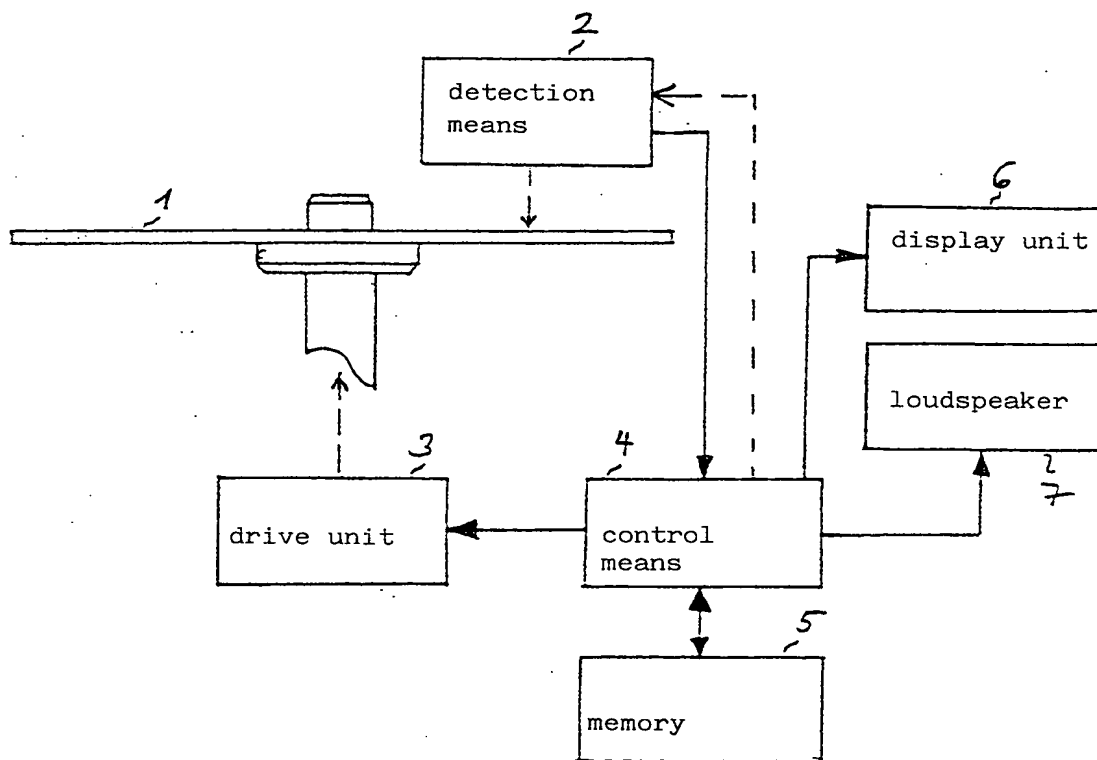 2
detection
means
1
6
display unit
loudspeaker
7
3
drive unit
4
control
means
5
memory